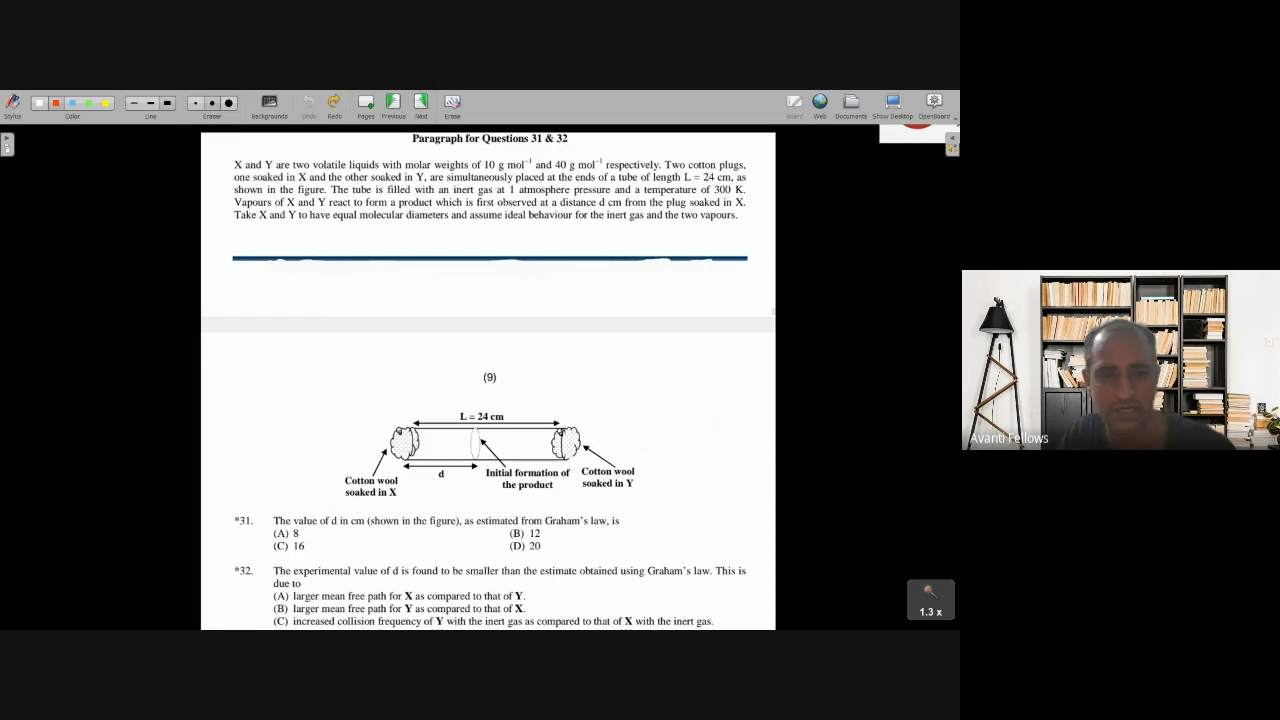 Stylus
Color
Line
Eraser
Backgrounds
Undo
Redo
Pages
Previous
Next
Erase
Board
Web
Documents
Show Desktop
OpenBoard
Paragraph for Questions 31 & 32
X and Y are two volatile liquids with molar weights of 10 g mol⁻¹ and 40 g mol⁻¹ respectively. Two cotton plugs,
one soaked in X and the other soaked in Y, are simultaneously placed at the ends of a tube of length L = 24 cm, as
shown in the figure. The tube is filled with an inert gas at 1 atmosphere pressure and a temperature of 300 K.
Vapours of X and Y react to form a product which is first observed at a distance d cm from the plug soaked in X.
Take X and Y to have equal molecular diameters and assume ideal behaviour for the inert gas and the two vapours.
(9)
L = 24 cm
d
Cotton wool
soaked in X
Initial formation of
the product
Cotton wool
soaked in Y
*31. The value of d in cm (shown in the figure), as estimated from Graham's law, is
(A) 8 (B) 12
(C) 16 (D) 20
*32. The experimental value of d is found to be smaller than the estimate obtained using Graham's law. This is
due to
(A) larger mean free path for X as compared to that of Y.
(B) larger mean free path for Y as compared to that of X.
(C) increased collision frequency of Y with the inert gas as compared to that of X with the inert gas.
1.3 x
Avanti Fellows